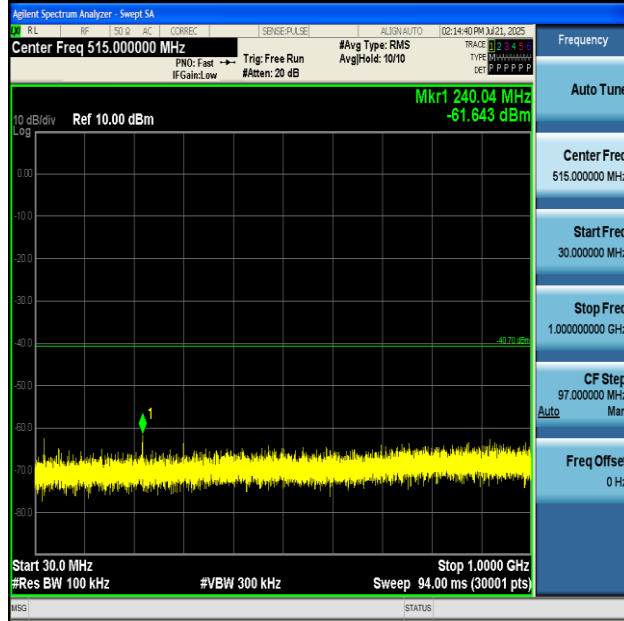 Agilent Spectrum Analyzer - Swept SA
RL RF 50 Ω AC CORREC SENSE:PULSE ALIGN AUTO 02:14:40 PM Jul 21, 2025
Center Freq 515.000000 MHz
PNO: Fast
IFGain:Low
Trig: Free Run
#Atten: 20 dB
#Avg Type: RMS
Avg|Hold: 10/10
TRACE 1 2 3 4 5 6
TYPE M
DET P P P P P P
Mkr1 240.04 MHz
-61.643 dBm
10 dB/div Ref 10.00 dBm
Log
0.00
-10.0
-20.0
-30.0
-40.0
-40.70 dBm
-50.0
-60.0
1
-70.0
-80.0
Start 30.0 MHz Stop 1.0000 GHz
#Res BW 100 kHz #VBW 300 kHz Sweep 94.00 ms (30001 pts)
MSG STATUS
Frequency
Auto Tune
Center Freq
515.000000 MHz
Start Freq
30.000000 MHz
Stop Freq
1.000000000 GHz
CF Step
97.000000 MHz
Auto Man
Freq Offset
0 Hz